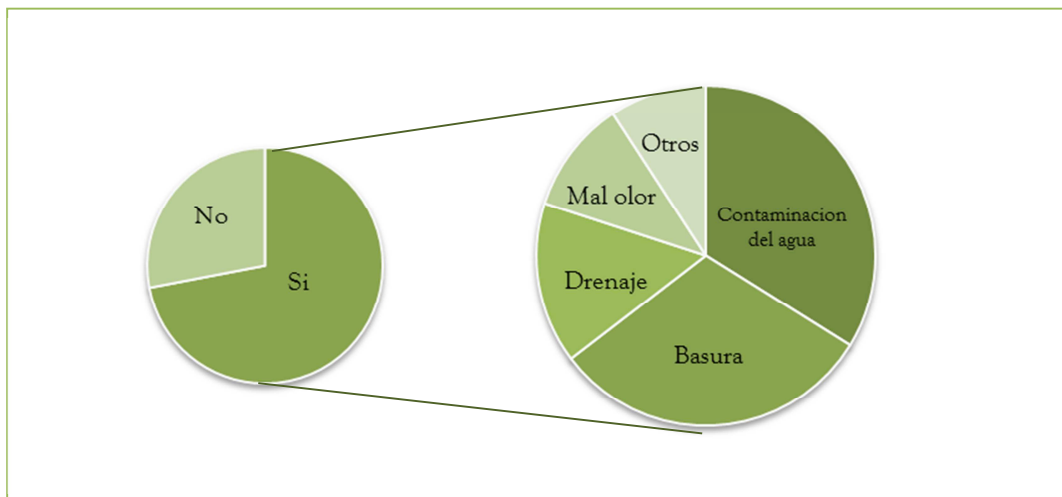 No
Si
Otros
Mal olor
Contaminacion
del agua
Drenaje
Basura